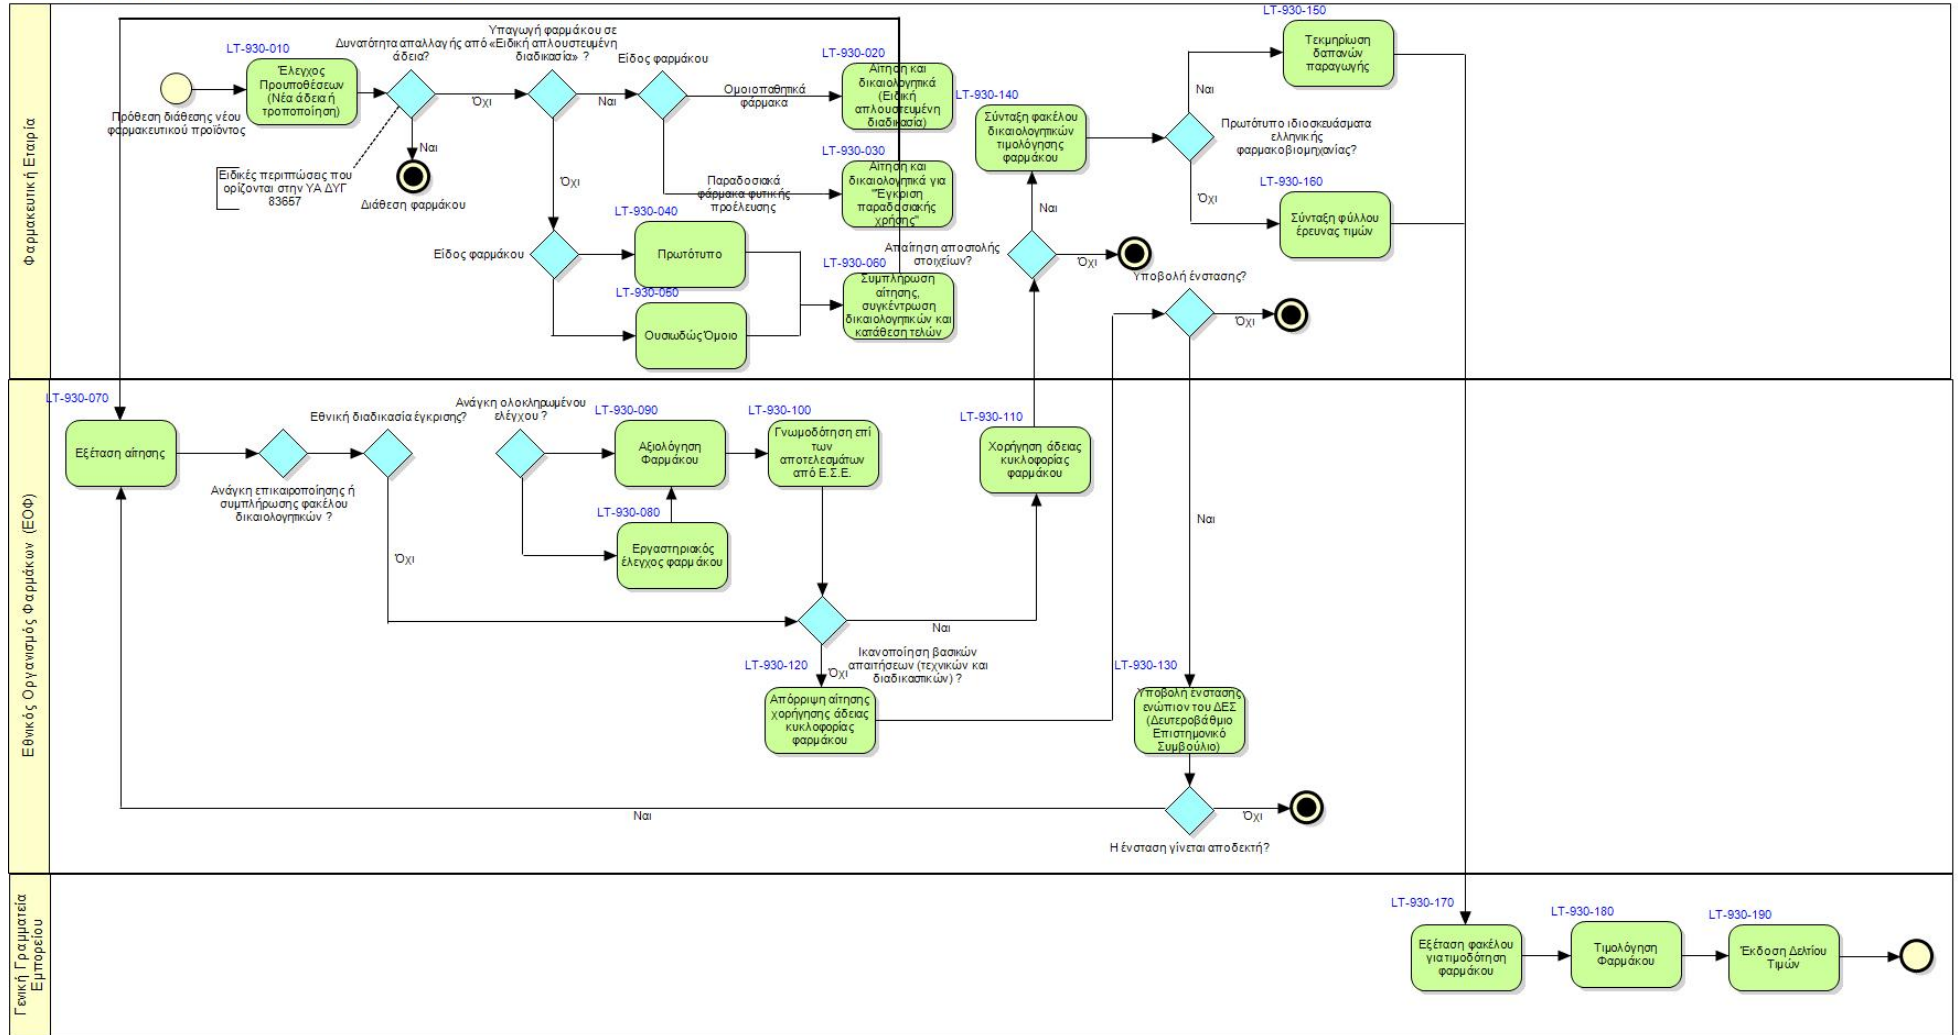 Φαρμακευτική Εταιρία
LT-930-010
Έλεγχος
Προυποθέσεων
(Νέα άδεια ή
τροποποίηση)
Πρόθεση διάθεσης νέου
φαρμακευτικού προϊόντος
Δυνατότητα απαλλαγής από
άδεια?
Ναι
Όχι
Διάθεση φαρμάκου
Ειδικές περιπτώσεις που
ορίζονται στην ΥΑ ΔΥΓ
83657
Υπαγωγή φαρμάκου σε
«Ειδική απλουστευμένη
διαδικασία» ?
Ναι
Όχι
Είδος φαρμάκου
Ομοιοπαθητικά
φάρμακα
Παραδοσιακά
φάρμακα φυτικής
προέλευσης
LT-930-020
Αίτηση και
δικαιολογητικά
(Ειδική
απλουστευμένη
διαδικασία)
LT-930-030
Αίτηση και
δικαιολογητικά για
"Έγκριση
παραδοσιακής
χρήσης"
Είδος φαρμάκου
LT-930-040
Πρωτότυπο
LT-930-050
Ουσιωδώς Όμοιο
LT-930-060
Συμπλήρωση
αίτησης,
συγκέντρωση
δικαιολογητικών και
κατάθεση τελών
LT-930-140
Σύνταξη φακέλου
δικαιολογητικών
τιμολόγησης
φαρμάκου
Ναι
Απαίτηση αποστολής
στοιχείων?
Όχι
LT-930-150
Τεκμηρίωση
δαπανών
παραγωγής
Ναι
Πρωτότυπο ιδιοσκευάσματα
ελληνικής
φαρμακοβιομηχανίας?
Όχι
LT-930-160
Σύνταξη φύλλου
έρευνας τιμών
Υποβολή ένστασης?
Όχι
Ναι
Εθνικός Οργανισμός Φαρμάκων (ΕΟΦ)
LT-930-070
Εξέταση αίτησης
Ανάγκη επικαιροποίησης ή
συμπλήρωσης φακέλου
δικαιολογητικών ?
Εθνική διαδικασία έγκρισης?
Όχι
Ανάγκη ολοκληρωμένου
ελέγχου ?
LT-930-090
Αξιολόγηση
Φαρμάκου
LT-930-080
Εργαστηριακός
έλεγχος φαρμάκου
LT-930-100
Γνωμοδότηση επί
των
αποτελεσμάτων
από Ε.Σ.Ε.
LT-930-110
Χορήγηση άδειας
κυκλοφορίας
φαρμάκου
Ναι
Ικανοποίηση βασικών
απαιτήσεων (τεχνικών και
διαδικαστικών) ?
Όχι
LT-930-120
Απόρριψη αίτησης
χορήγησης άδειας
κυκλοφορίας
φαρμάκου
LT-930-130
Υποβολή ένστασης
ενώπιον του ΔΕΣ
(Δευτεροβάθμιο
Επιστημονικό
Συμβούλιο)
Ναι
Όχι
Η ένσταση γίνεται αποδεκτή?
Γενική Γραμματεία
Εμπορείου
LT-930-170
Εξέταση φακέλου
για τιμοδότηση
φαρμάκου
LT-930-180
Τιμολόγηση
Φαρμάκου
LT-930-190
Έκδοση Δελτίου
Τιμών